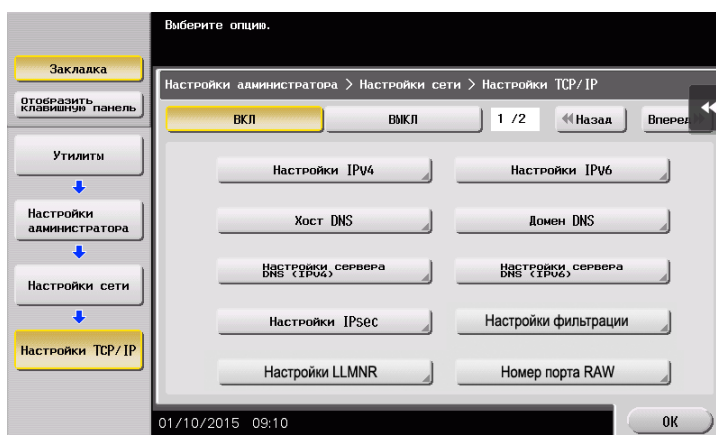 Выберите опцию.
Закладка
Отобразить
клавишную панель
Утилиты
Настройки
администратора
Настройки сети
Настройки TCP/IP
Настройки администратора > Настройки сети > Настройки TCP/IP
ВКЛ ВЫКЛ 1 /2 Назад Вперед
Настройки IPv4 Настройки IPv6
Хост DNS Домен DNS
Настройки сервера
DNS (IPv4)
Настройки сервера
DNS (IPv6)
Настройки IPsec Настройки фильтрации
Настройки LLMNR Номер порта RAW
01/10/2015 09:10 OK